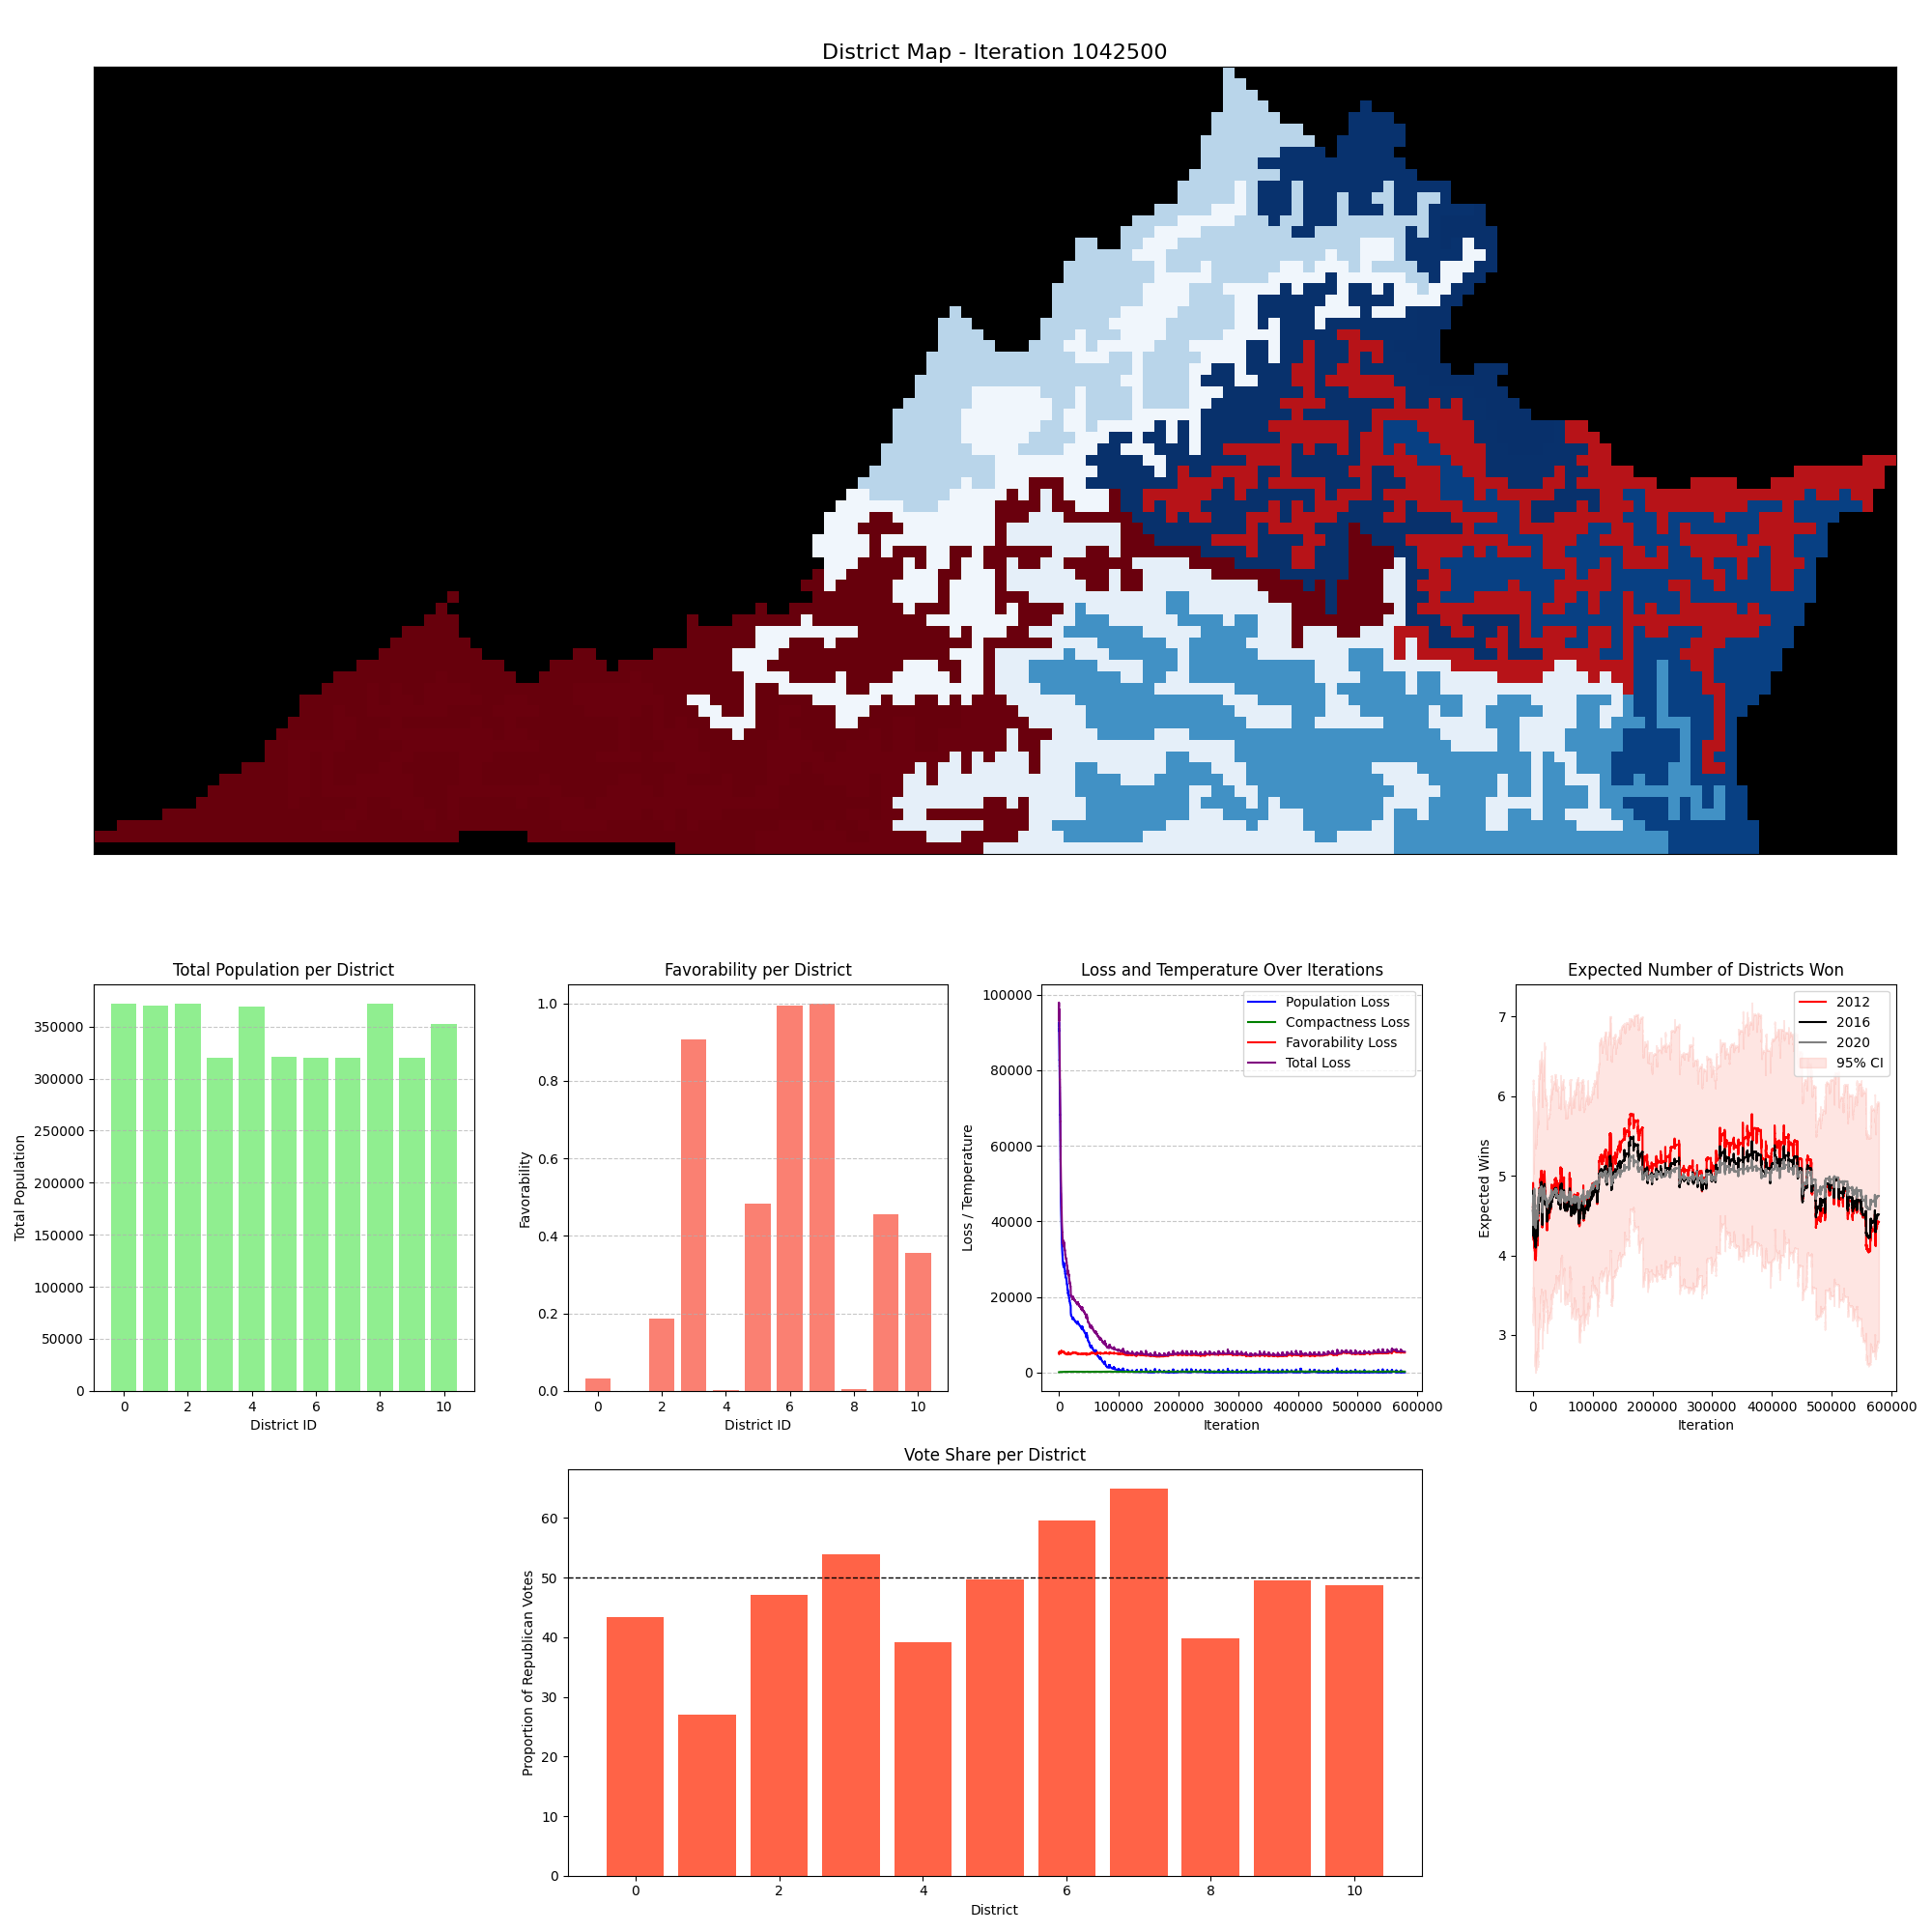 District Map - Iteration 1042500
Total Population per District
Total Population
350000
300000
250000
200000
150000
100000
50000
0
0 2 4 6 8 10
District ID
Favorability per District
Favorability
1.0
0.8
0.6
0.4
0.2
0.0
0 2 4 6 8 10
District ID
Loss and Temperature Over Iterations
Loss / Temperature
100000
80000
60000
40000
20000
0
Population Loss
Compactness Loss
Favorability Loss
Total Loss
0 100000 200000 300000 400000 500000 600000
Iteration
Expected Number of Districts Won
Expected Wins
7
6
5
4
3
2012
2016
2020
95% CI
0 100000 200000 300000 400000 500000 600000
Iteration
Vote Share per District
Proportion of Republican Votes
60
50
40
30
20
10
0
0 2 4 6 8 10
District